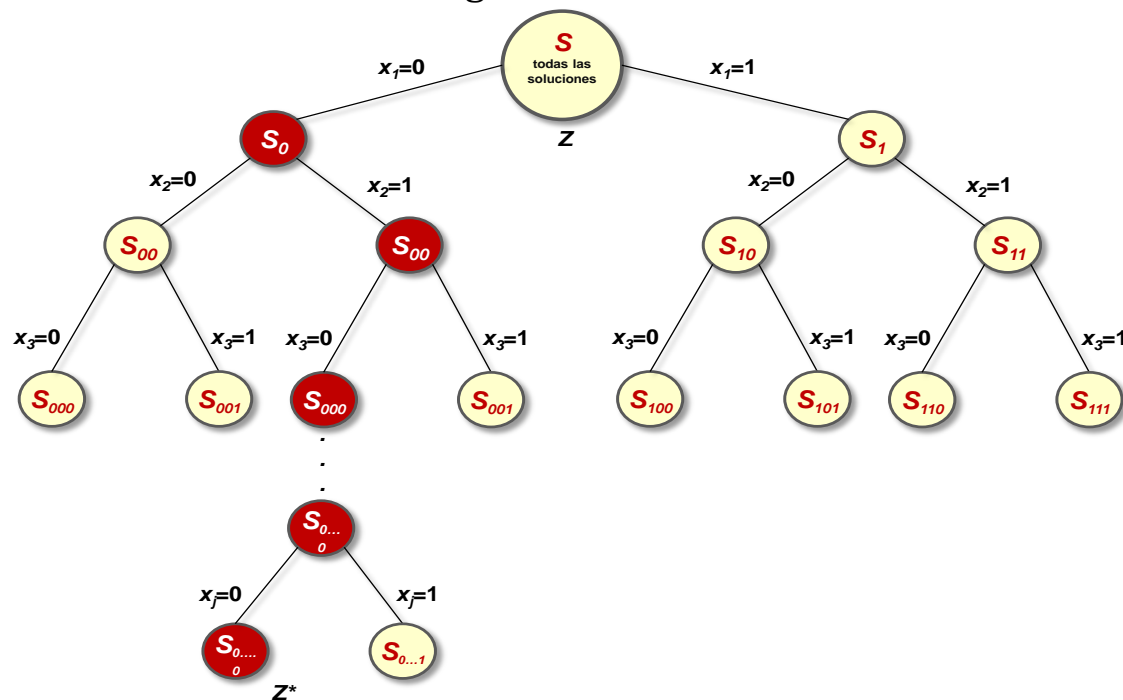 S
todas las
soluciones
x1=0
x1=1
Z
S0
S1
x2=0
x2=1
x2=0
x2=1
S00
S00
S10
S11
x3=0
x3=1
x3=0
x3=1
x3=0
x3=1
x3=0
x3=1
S000
S001
S000
S001
S100
S101
S110
S111
.
.
.
S0...
0
xj=0
xj=1
S0....
0
S0...1
Z*